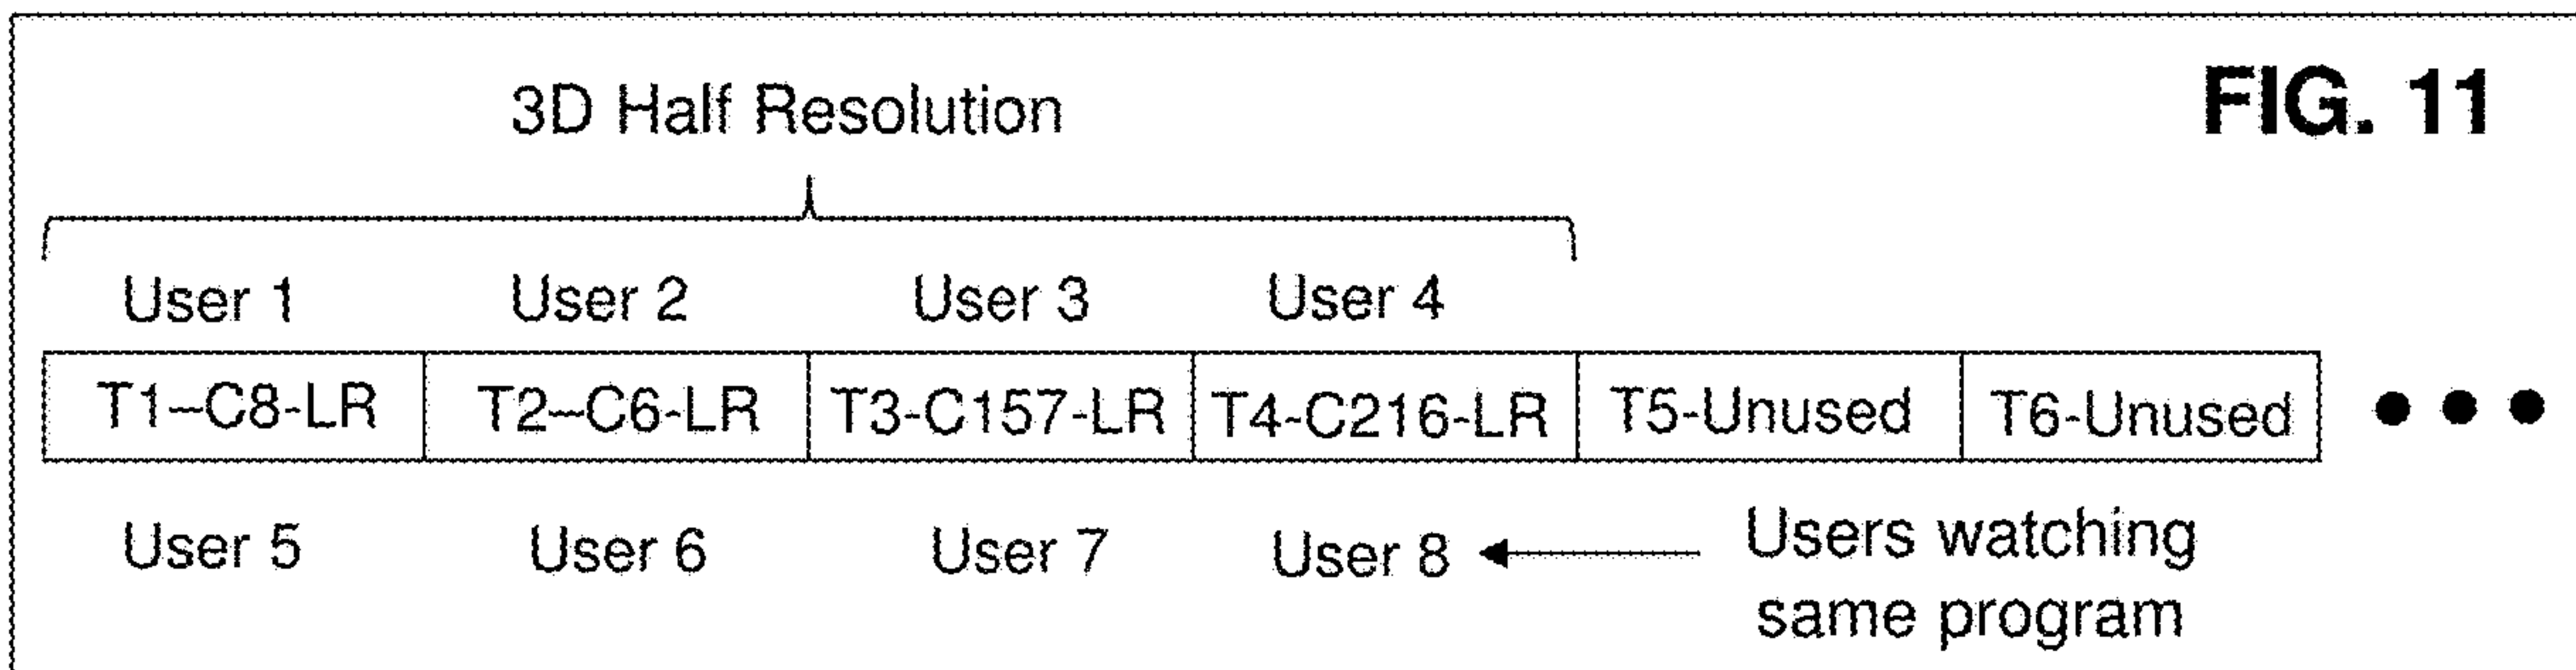 FIG. 11
3D Half Resolution
User 1 User 2 User 3 User 4
T1–C8-LR T2–C6-LR T3-C157-LR T4-C216-LR T5-Unused T6-Unused
User 5 User 6 User 7 User 8 Users watching
same program